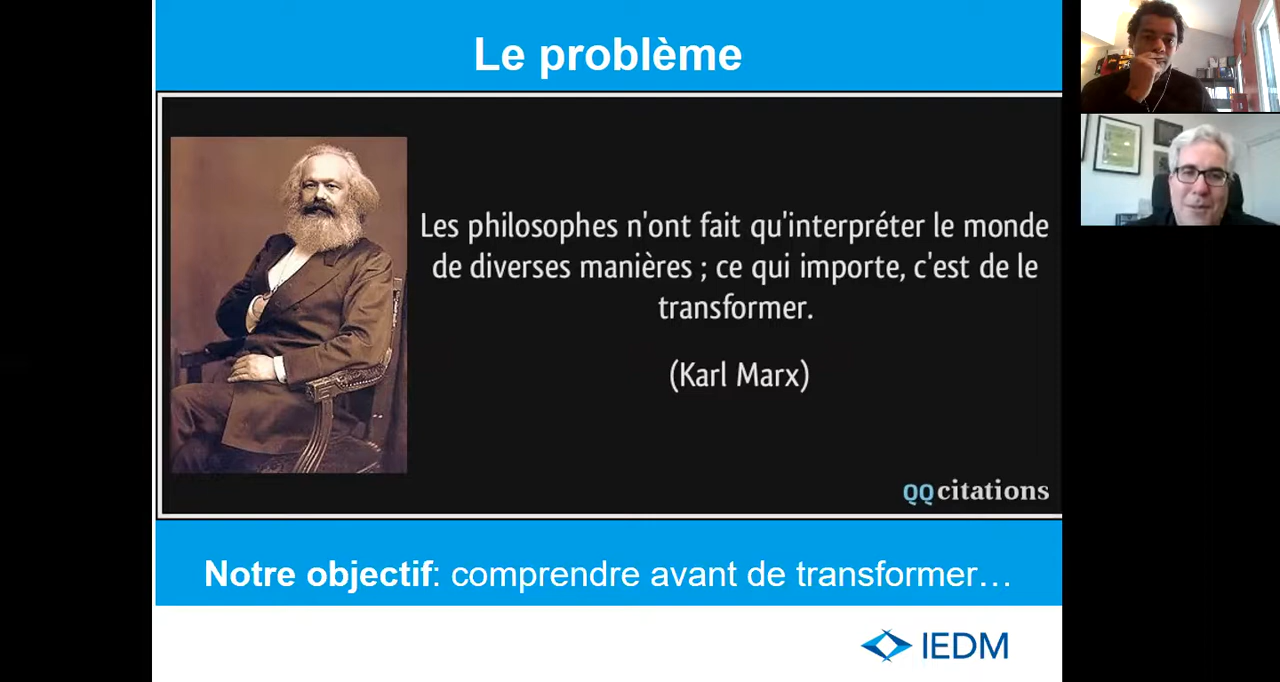 Le problème
Les philosophes n'ont fait qu'interpréter le monde
de diverses manières ; ce qui importe, c'est de le
transformer.
(Karl Marx)
QQcitations
Notre objectif: comprendre avant de transformer…
IEDM